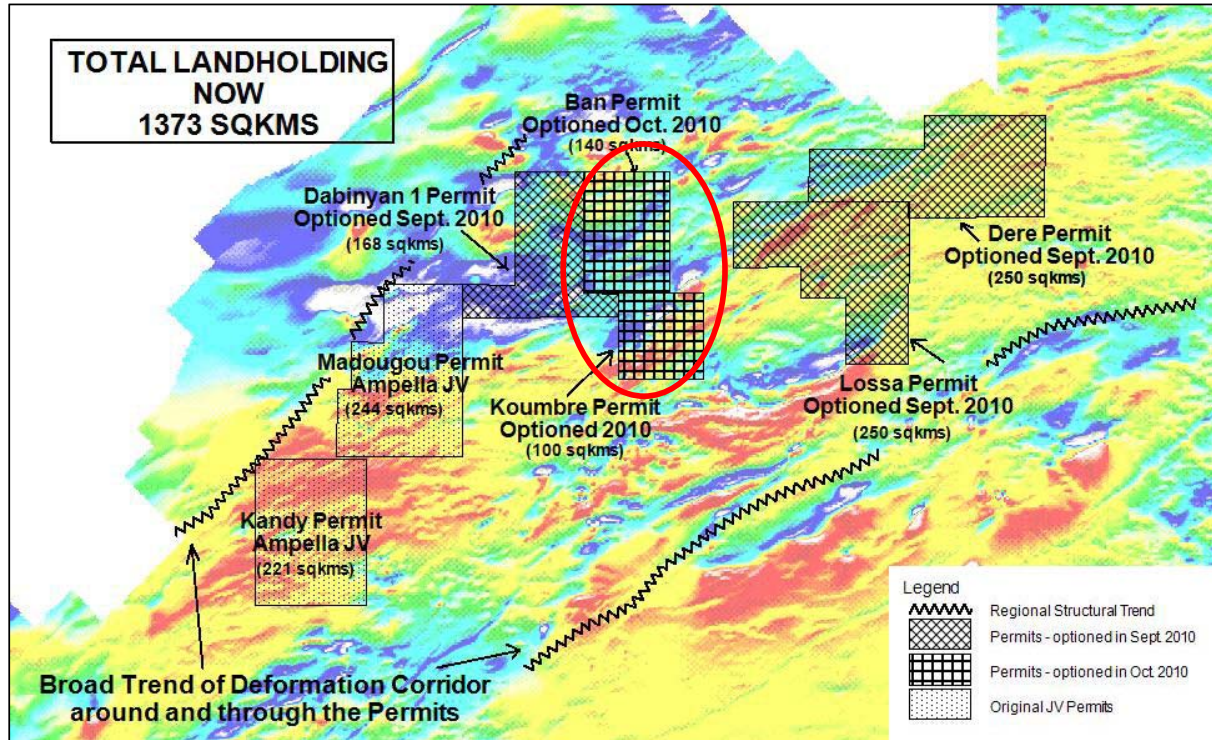 TOTAL LANDHOLDING
NOW
1373 SQKMS
Ban Permit
Optioned Oct. 2010
(140 sqkms)
Dabinyan 1 Permit
Optioned Sept. 2010
(168 sqkms)
Dere Permit
Optioned Sept. 2010
(250 sqkms)
Madougou Permit
Ampella JV
(244 sqkms)
Koumbre Permit
Optioned 2010
(100 sqkms)
Lossa Permit
Optioned Sept. 2010
(250 sqkms)
Kandy Permit
Ampella JV
(221 sqkms)
Broad Trend of Deformation Corridor
around and through the Permits
Legend
Regional Structural Trend
Permits - optioned in Sept. 2010
Permits - optioned in Oct 2010
Original JV Permits